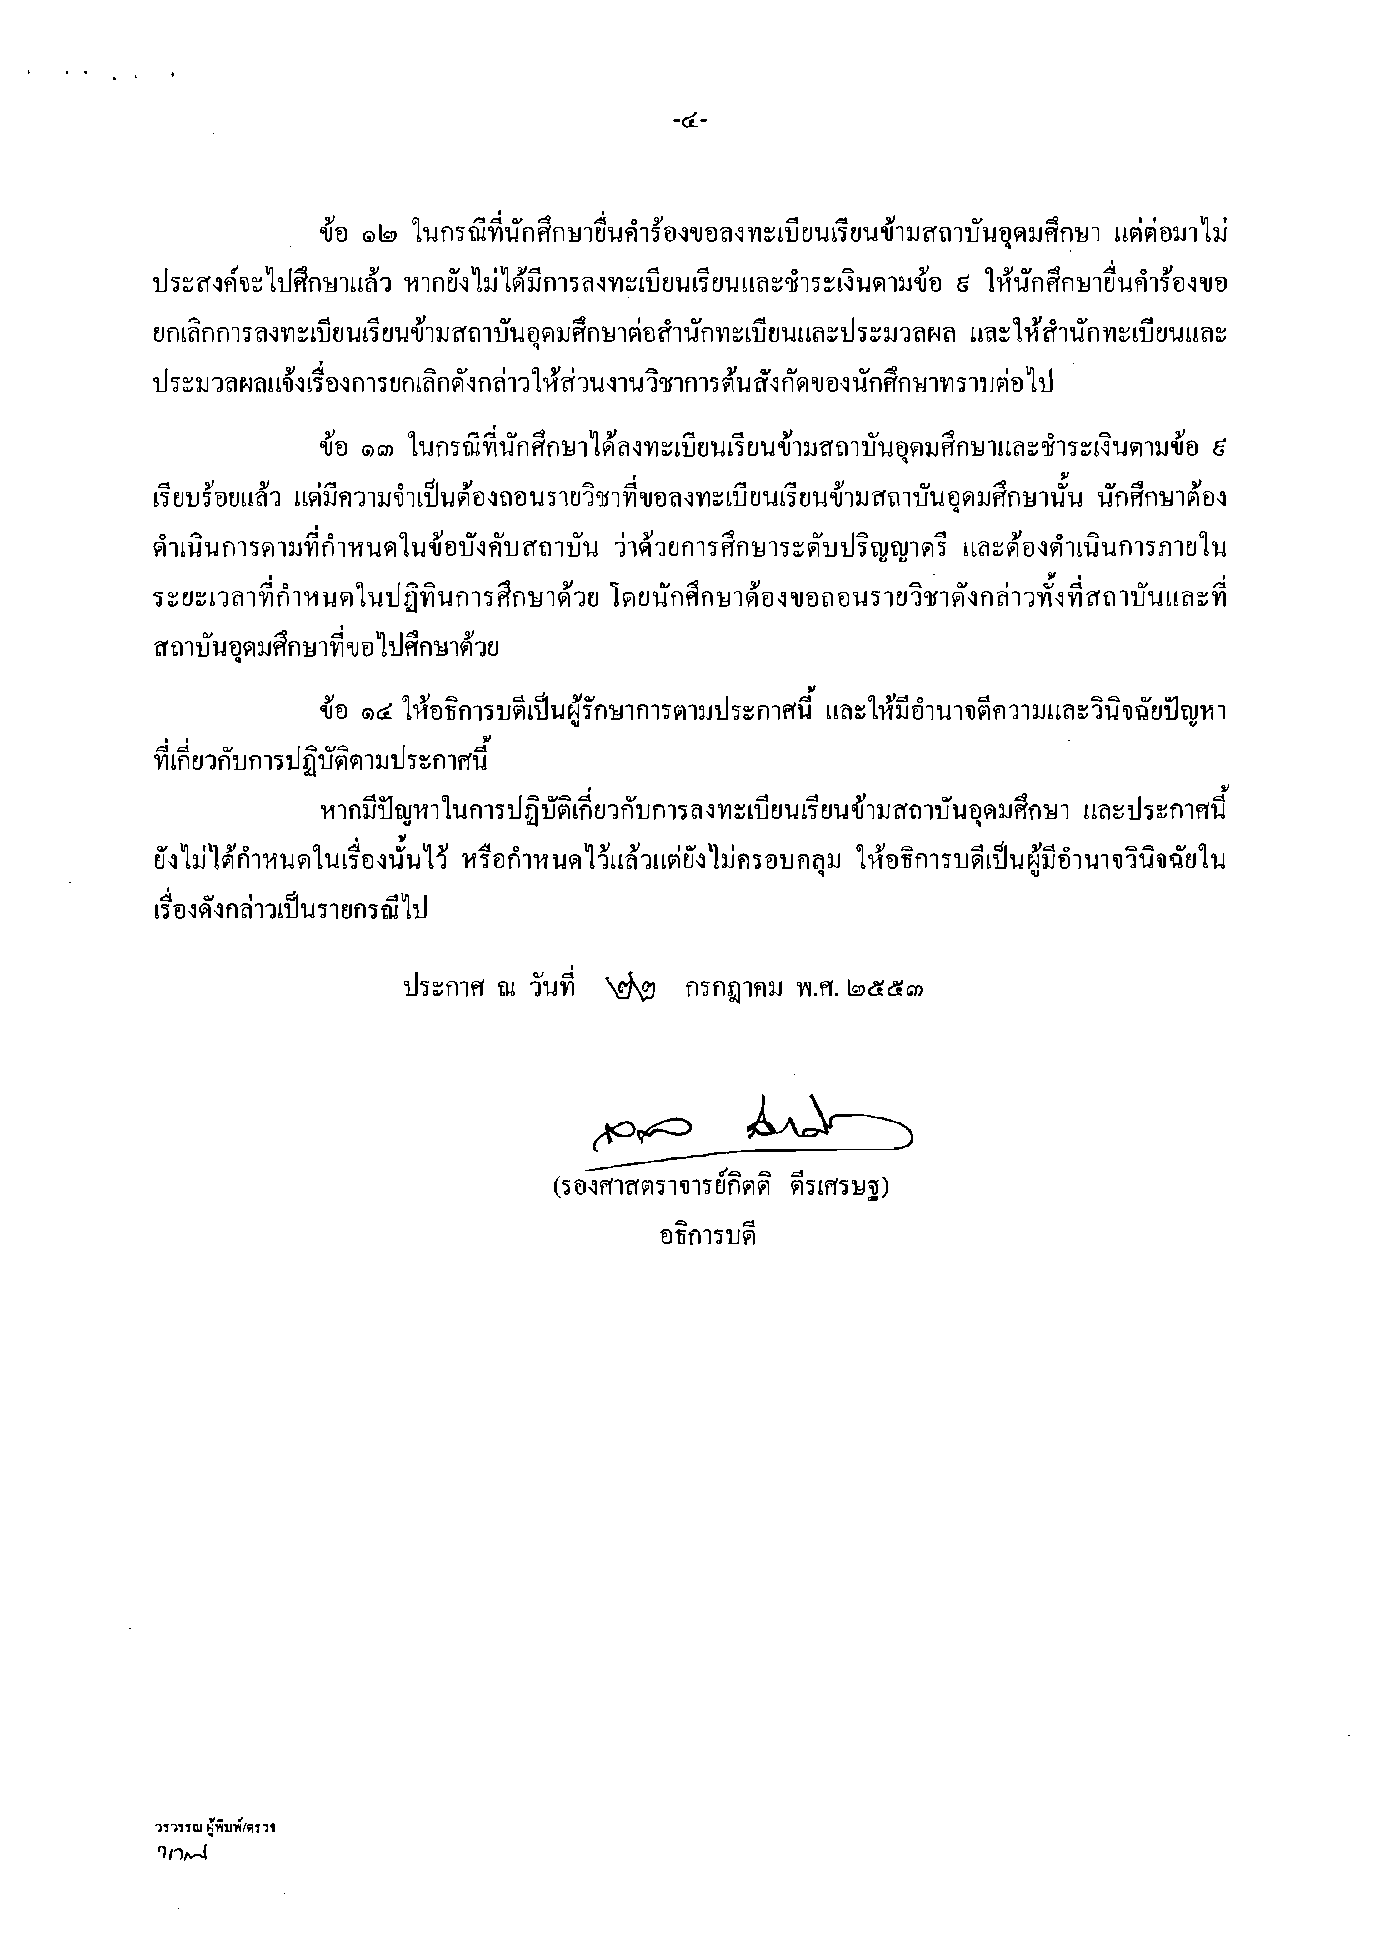 -๔-
ข้อ ๑๒ ในกรณีที่นักศึกษายื่นคำร้องขอลงทะเบียนเรียนข้ามสถาบันอุดมศึกษา แต่ต่อมาไม่
ประสงค์จะไปศึกษาแล้ว หากยังไม่ได้มีการลงทะเบียนเรียนและชำระเงินตามข้อ ๙ ให้นักศึกษายื่นคำร้องขอ
ยกเลิกการลงทะเบียนเรียนข้ามสถาบันอุดมศึกษาต่อสำนักทะเบียนและประมวลผล และให้สำนักทะเบียนและ
ประมวลผลแจ้งเรื่องการยกเลิกดังกล่าวให้ส่วนงานวิชาการต้นสังกัดของนักศึกษาทราบต่อไป
ข้อ ๑๓ ในกรณีที่นักศึกษาได้ลงทะเบียนเรียนข้ามสถาบันอุดมศึกษาและชำระเงินตามข้อ ๙
เรียบร้อยแล้ว แต่มีความจำเป็นต้องถอนรายวิชาที่ขอลงทะเบียนเรียนข้ามสถาบันอุดมศึกษานั้น นักศึกษาต้อง
ดำเนินการตามที่กำหนดในข้อบังคับสถาบัน ว่าด้วยการศึกษาระดับปริญญาตรี และต้องดำเนินการภายใน
ระยะเวลาที่กำหนดในปฏิทินการศึกษาด้วย โดยนักศึกษาต้องขอถอนรายวิชาดังกล่าวทั้งที่สถาบันและที่
สถาบันอุดมศึกษาที่ขอไปศึกษาด้วย
ข้อ ๑๔ ให้อธิการบดีเป็นผู้รักษาการตามประกาศนี้ และให้มีอำนาจตีความและวินิจฉัยปัญหา
ที่เกี่ยวกับการปฏิบัติตามประกาศนี้
หากมีปัญหาในการปฏิบัติเกี่ยวกับการลงทะเบียนเรียนข้ามสถาบันอุดมศึกษา และประกาศนี้
ยังไม่ได้กำหนดในเรื่องนั้นไว้ หรือกำหนดไว้แล้วแต่ยังไม่ครอบคลุม ให้อธิการบดีเป็นผู้มีอำนาจวินิจฉัยใน
เรื่องดังกล่าวเป็นรายกรณีไป
ประกาศ ณ วันที่ ๒๒ กรกฎาคม พ.ศ. ๒๕๕๓
(รองศาสตราจารย์กิตติ ตีรเศรษฐ)
อธิการบดี
วรวรรณ ผู้พิมพ์/ตรวจ